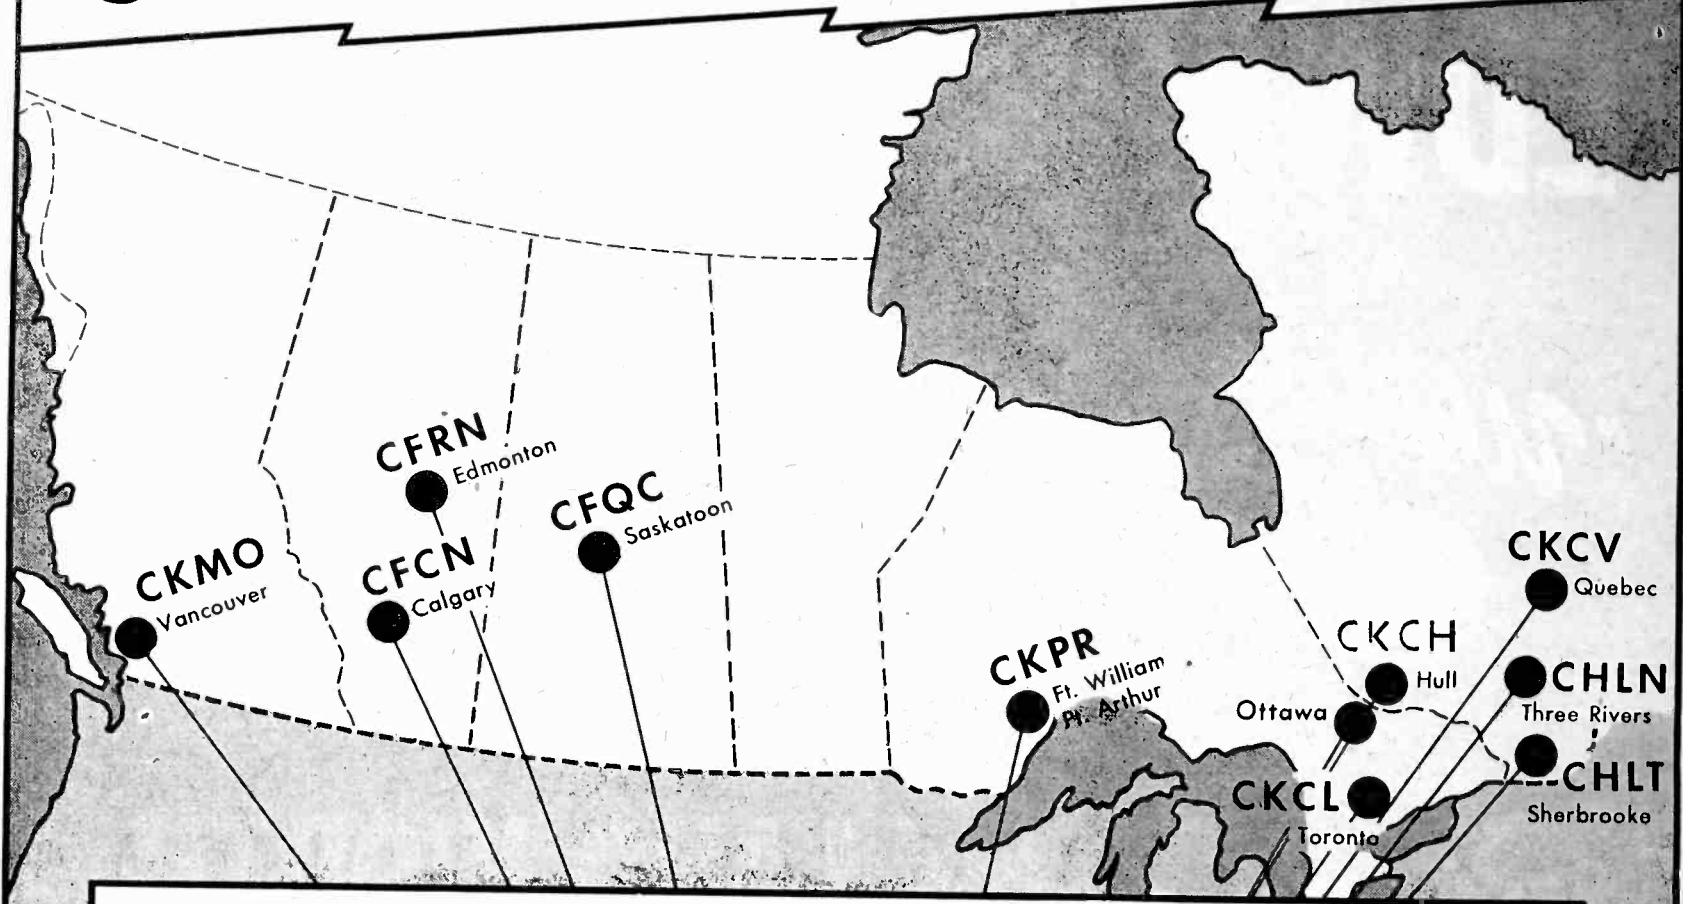 CFRN
Edmonton
CFQC
Saskatoon
CFCN
Calgary
CKMO
Vancouver
CKPR
Ft. William
Pt. Arthur
CKCV
Quebec
CKCH
Hull
Ottawa
CHLN
Three Rivers
CHLT
Sherbrooke
CKCL
Toronto